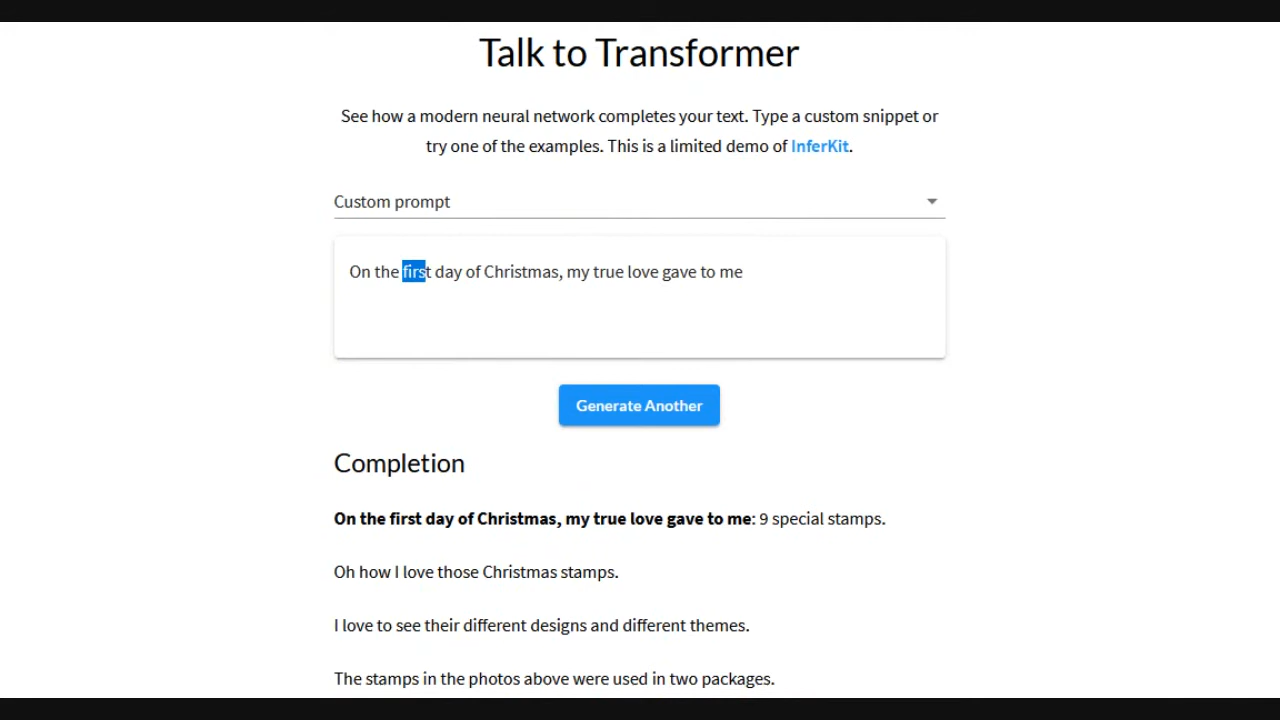 Talk to Transformer
See how a modern neural network completes your text. Type a custom snippet or
try one of the examples. This is a limited demo of InferKit.
Custom prompt
On the first day of Christmas, my true love gave to me
Generate Another
Completion
On the first day of Christmas, my true love gave to me: 9 special stamps.
Oh how I love those Christmas stamps.
I love to see their different designs and different themes.
The stamps in the photos above were used in two packages.